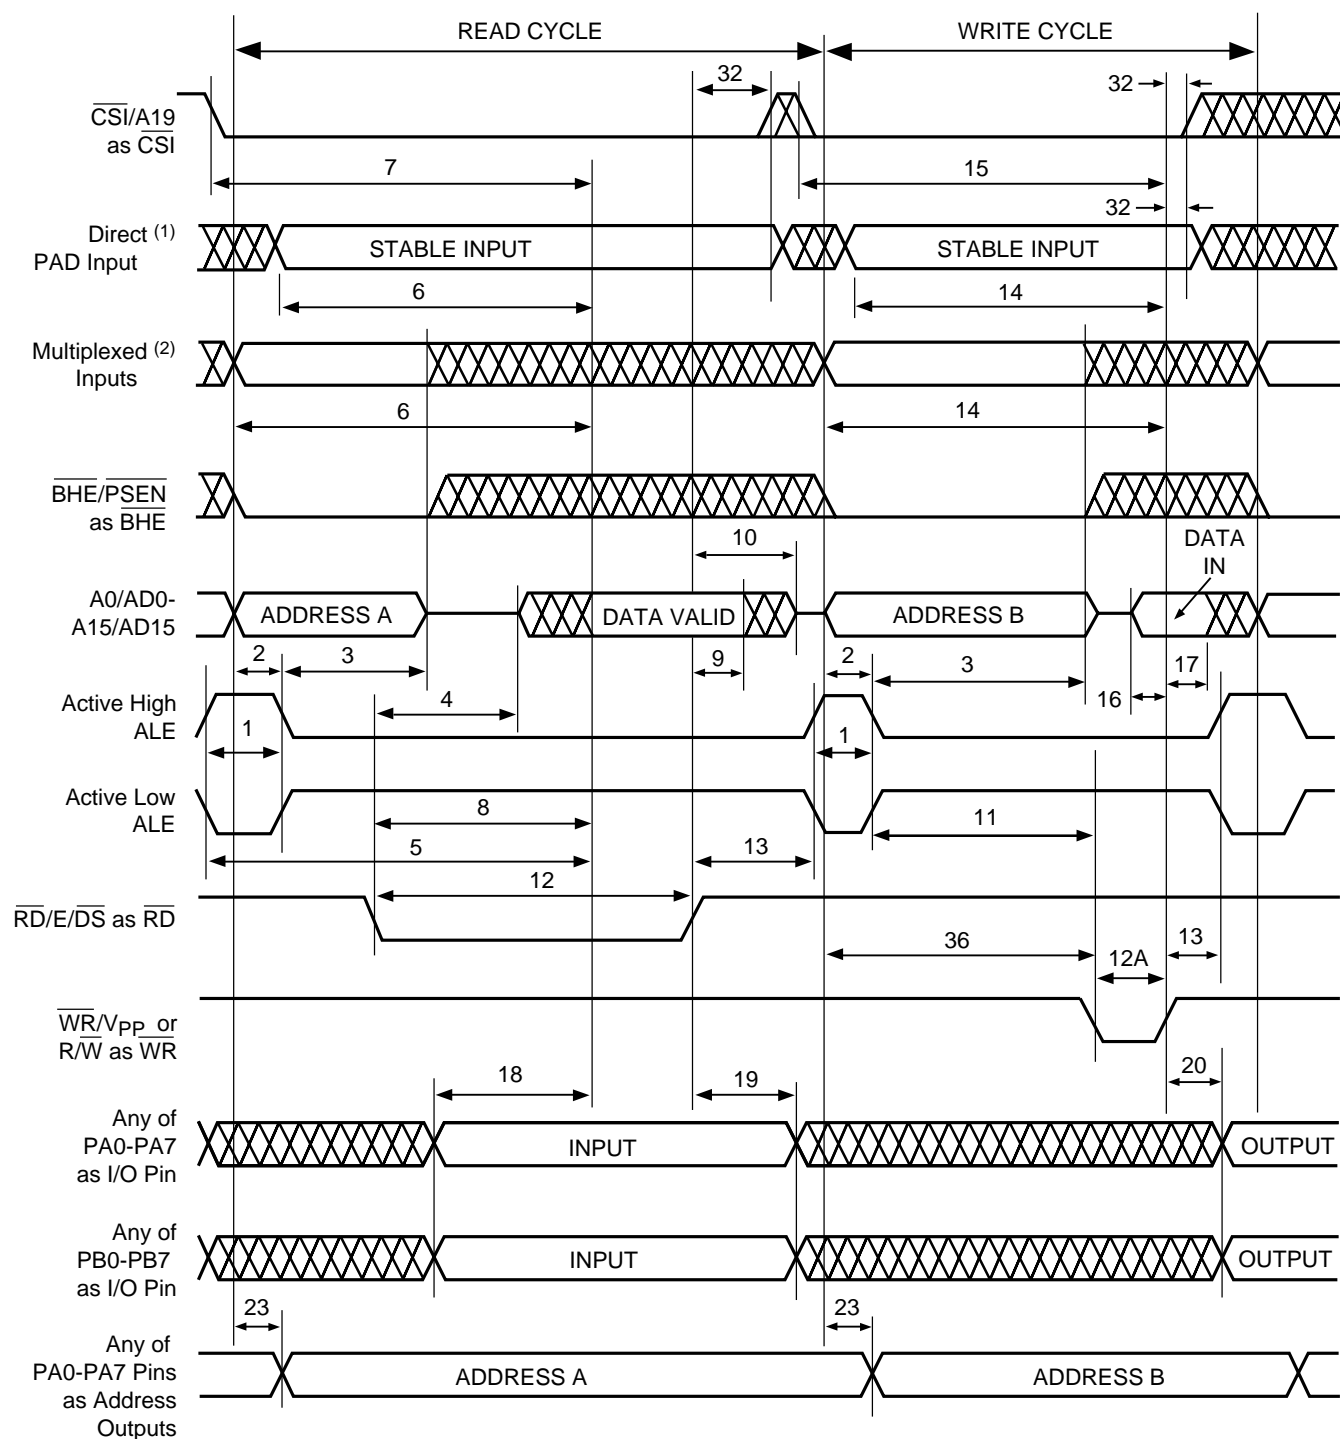 READ CYCLE
WRITE CYCLE
32
32
CSI/A19
as CSI
7
15
32
Direct (1)
PAD Input
STABLE INPUT
STABLE INPUT
6
14
Multiplexed (2)
Inputs
6
14
BHE/PSEN
as BHE
10
DATA
IN
A0/AD0-
A15/AD15
ADDRESS A
DATA VALID
ADDRESS B
2
3
9
2
3
17
4
16
Active High
ALE
1
1
Active Low
ALE
8
11
5
13
12
RD/E/DS as RD
36
13
12A
WR/VPP or
R/W as WR
18
19
20
Any of
PA0-PA7
as I/O Pin
INPUT
OUTPUT
Any of
PB0-PB7
as I/O Pin
INPUT
OUTPUT
23
23
Any of
PA0-PA7 Pins
as Address
Outputs
ADDRESS A
ADDRESS B